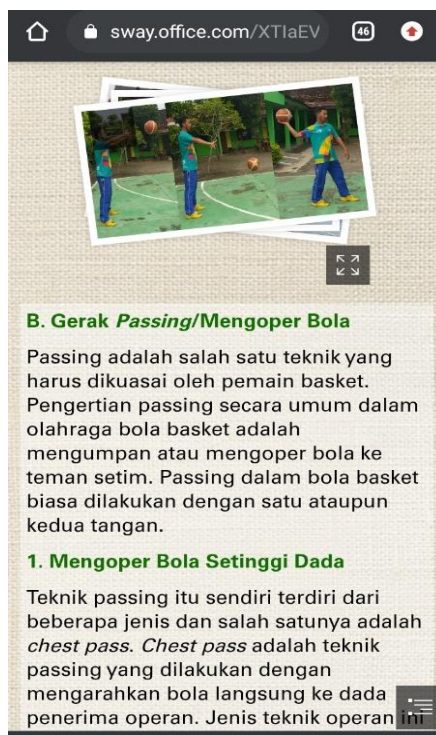 sway.office.com/XTIaEV
46
B. Gerak Passing/Mengoper Bola
Passing adalah salah satu teknik yang
harus dikuasai oleh pemain basket.
Pengertian passing secara umum dalam
olahraga bola basket adalah
mengumpan atau mengoper bola ke
teman setim. Passing dalam bola basket
biasa dilakukan dengan satu ataupun
kedua tangan.
1. Mengoper Bola Setinggi Dada
Teknik passing itu sendiri terdiri dari
beberapa jenis dan salah satunya adalah
chest pass. Chest pass adalah teknik
passing yang dilakukan dengan
mengarahkan bola langsung ke dada
penerima operan. Jenis teknik operan ini